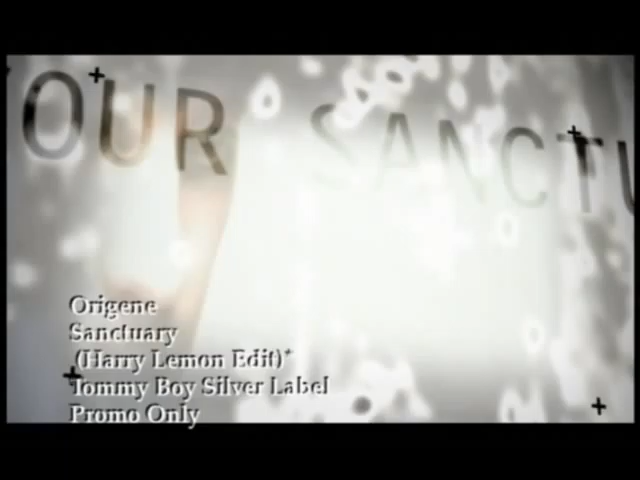 OUR SANCTU
Origene
Sanctuary
(Harry Lemon Edit)*
Tommy Boy Silver Label
Promo Only